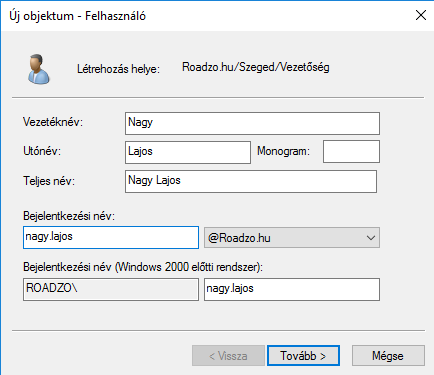 Új objektum - Felhasználó
Létrehozás helye: Roadzo.hu/Szeged/Vezetőség
Vezetéknév: Nagy
Utónév: Lajos Monogram:
Teljes név: Nagy Lajos
Bejelentkezési név:
nagy.lajos @Roadzo.hu
Bejelentkezési név (Windows 2000 előtti rendszer):
ROADZO\ nagy.lajos
< Vissza Tovább > Mégse